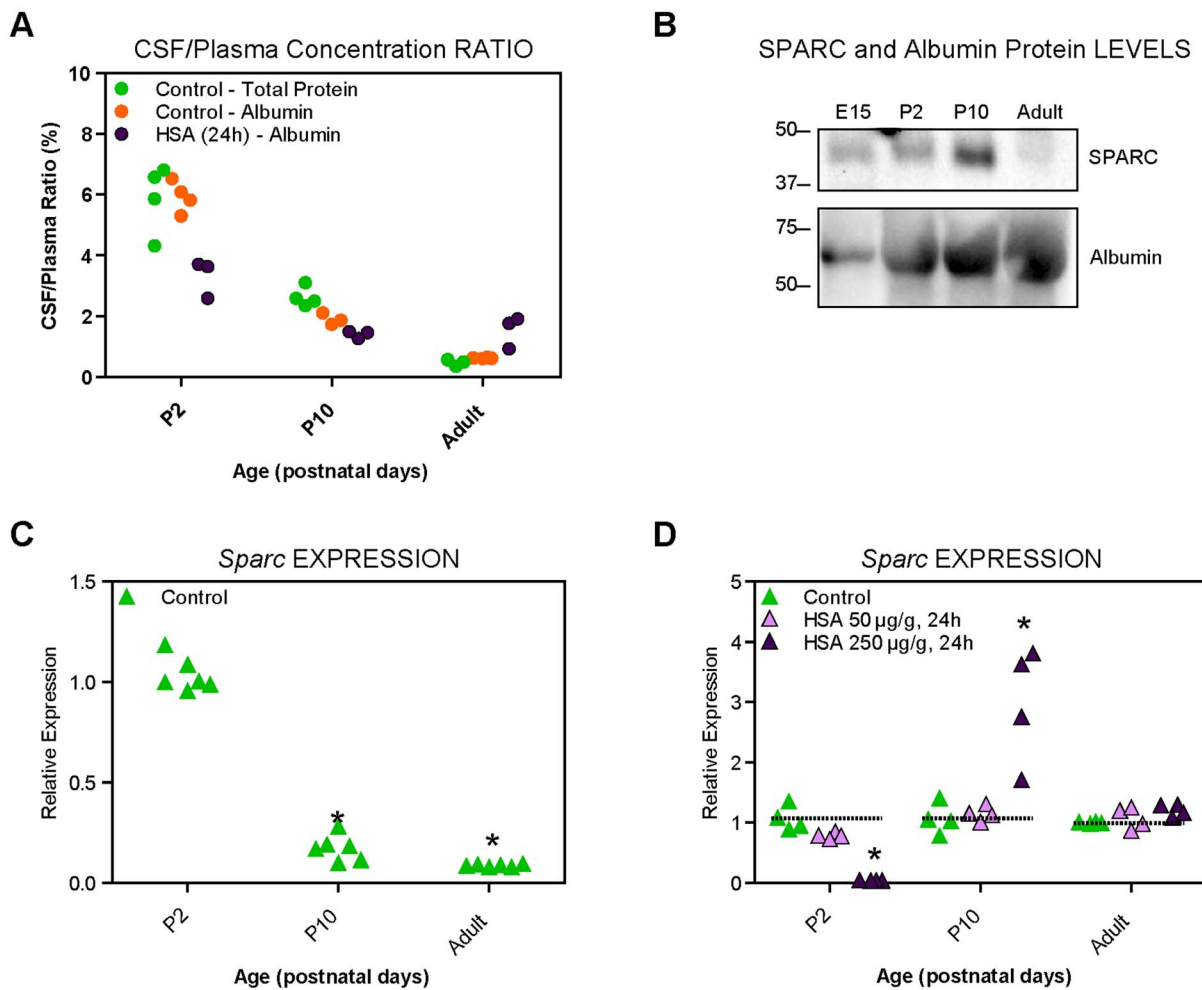 A
CSF/Plasma Concentration RATIO
10
8
6
4
2
0
CSF/Plasma Ratio (%)
Control - Total Protein
Control - Albumin
HSA (24h) - Albumin
P2
P10
Adult
Age (postnatal days)
B
SPARC and Albumin Protein LEVELS
E15 P2 P10 Adult
50
37
SPARC
75
50
Albumin
C
Sparc EXPRESSION
1.5
1.0
0.5
0.0
Relative Expression
Control
*
*
P2
P10
Adult
Age (postnatal days)
D
Sparc EXPRESSION
5
4
3
2
1
0
Relative Expression
Control
HSA 50 µg/g, 24h
HSA 250 µg/g, 24h
*
*
P2
P10
Adult
Age (postnatal days)